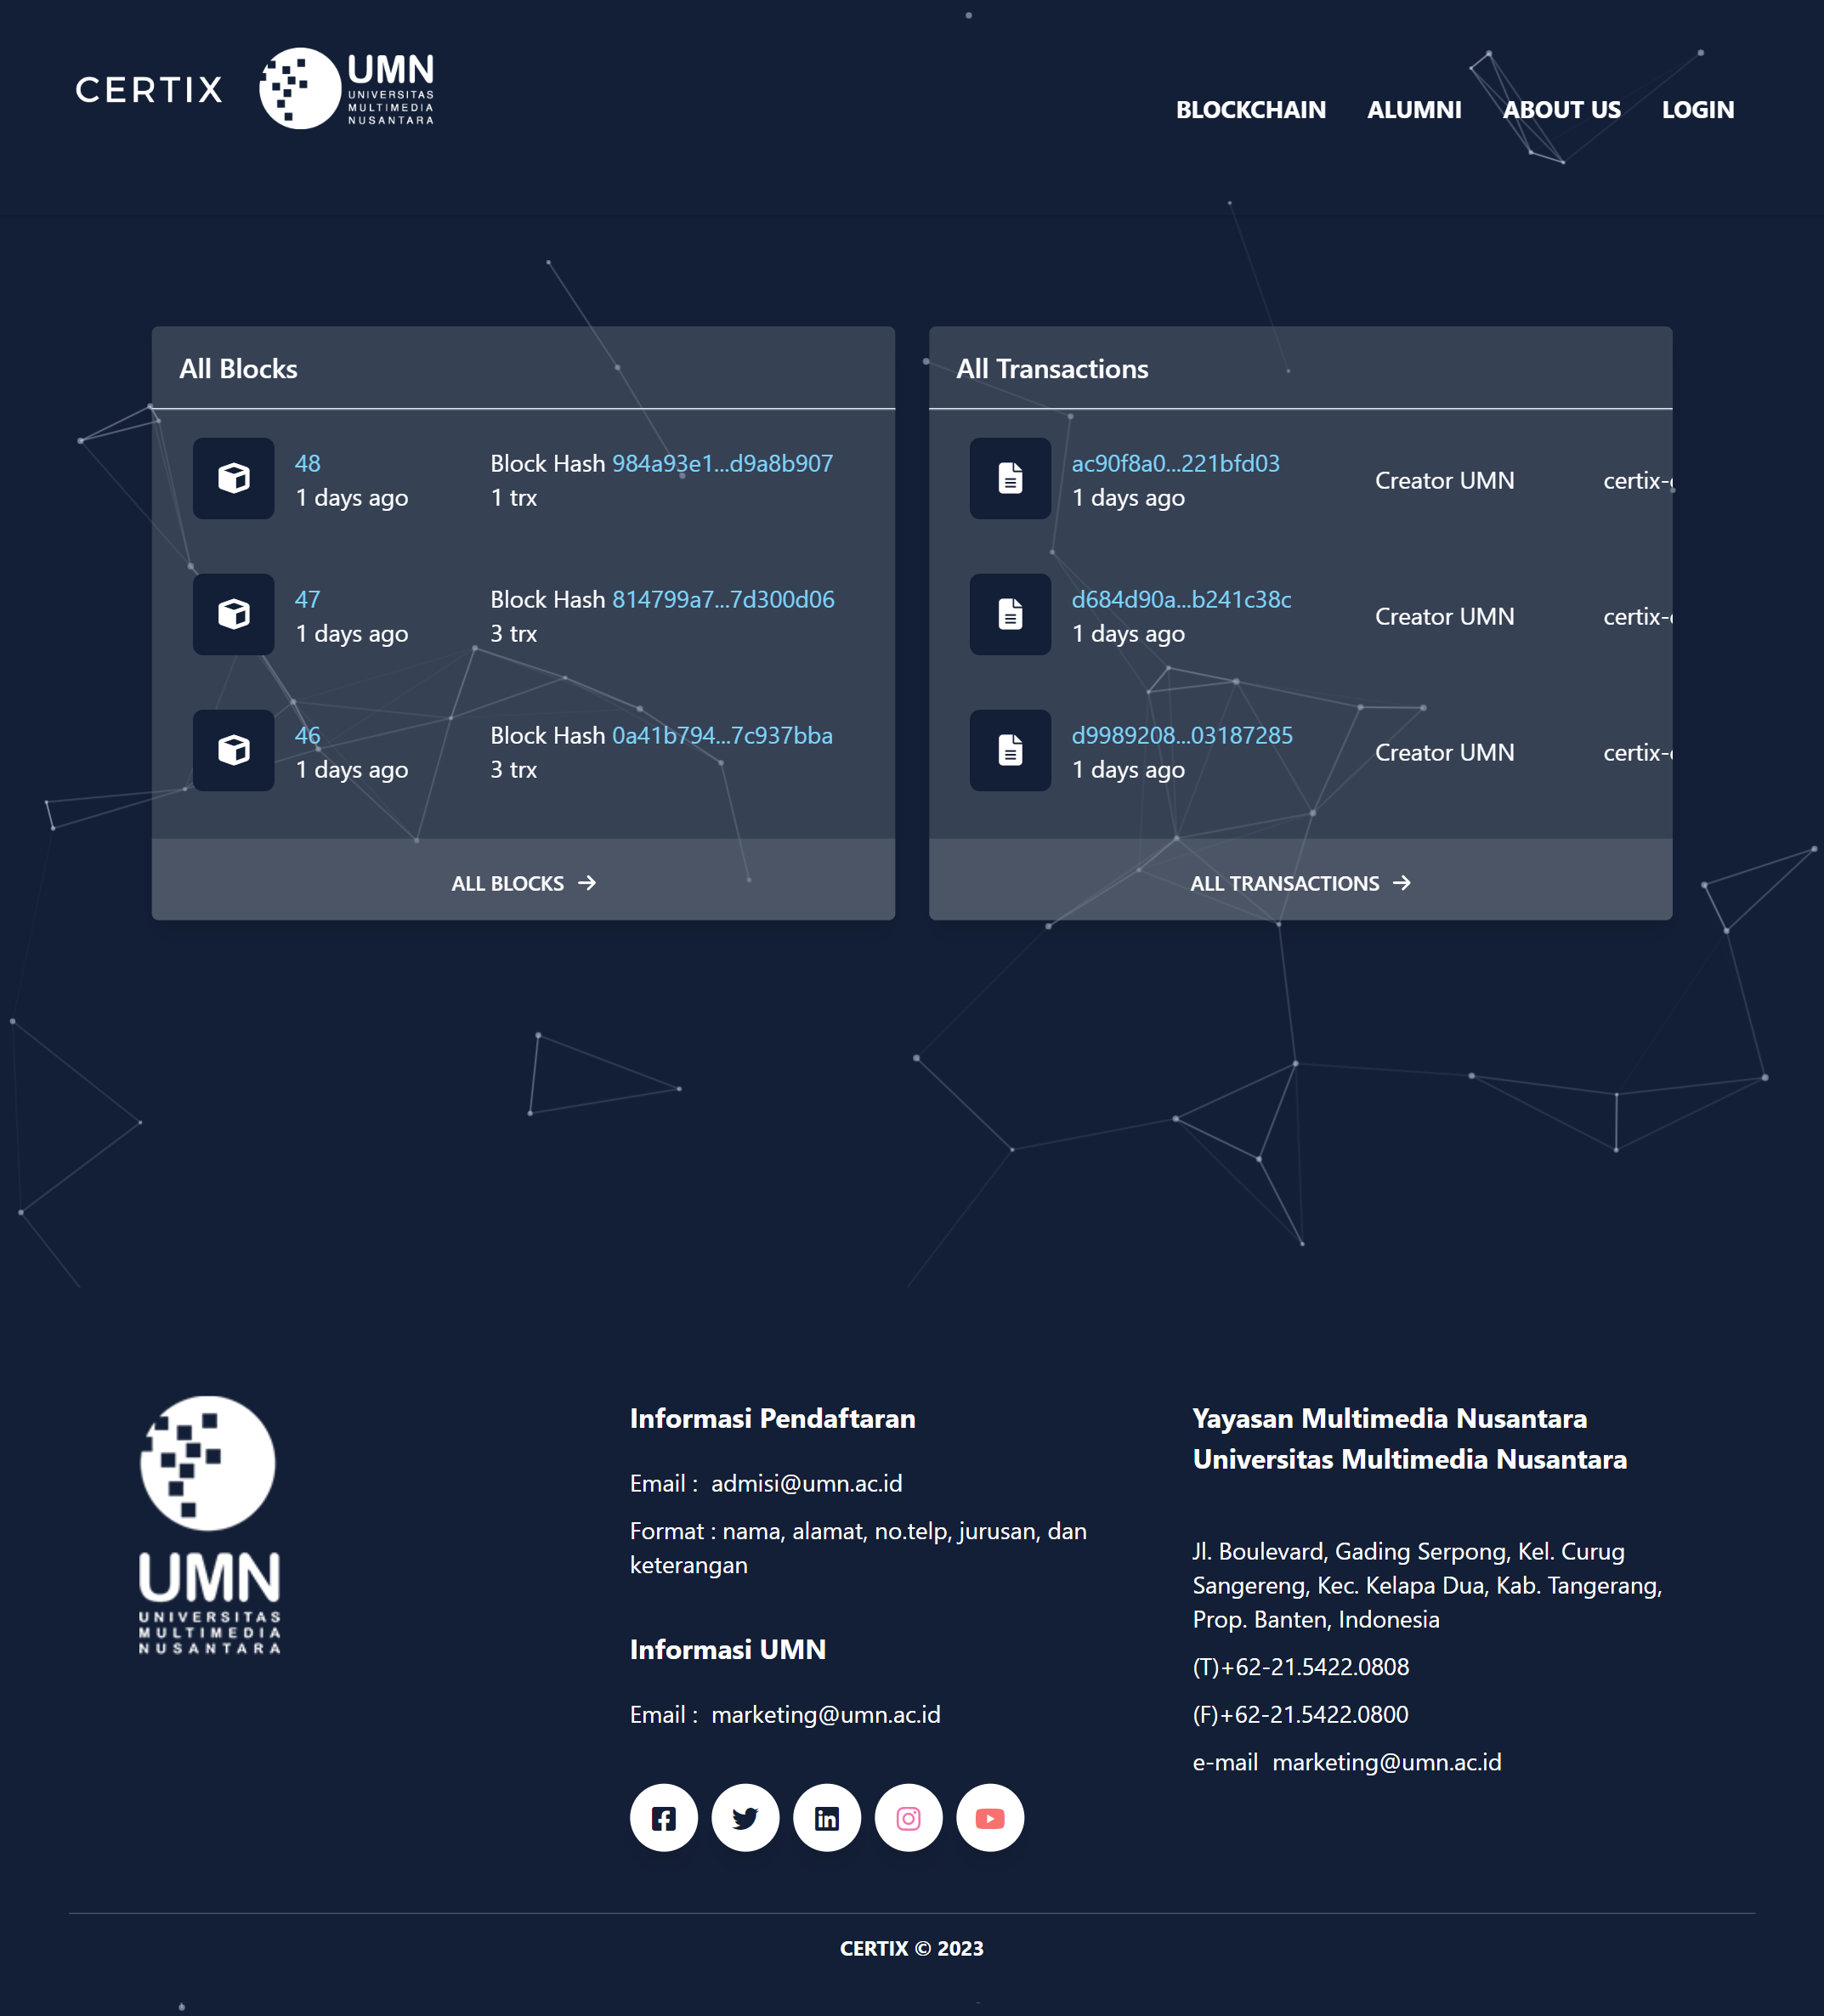 CERTIX
UMN
UNIVERSITAS
MULTIMEDIA
NUSANTARA
BLOCKCHAIN ALUMNI ABOUT US LOGIN
All Blocks
48
1 days ago
Block Hash 984a93e1...d9a8b907
1 trx
47
1 days ago
Block Hash 814799a7...7d300d06
3 trx
46
1 days ago
Block Hash 0a41b794...7c937bba
3 trx
ALL BLOCKS
All Transactions
ac90f8a0...221bfd03
1 days ago
Creator UMN
certix-
d684d90a...b241c38c
1 days ago
Creator UMN
certix-
d9989208...03187285
1 days ago
Creator UMN
certix-
ALL TRANSACTIONS
UMN
UNIVERSITAS
MULTIMEDIA
NUSANTARA
Informasi Pendaftaran
Email : admisi@umn.ac.id
Format : nama, alamat, no.telp, jurusan, dan
keterangan
Informasi UMN
Email : marketing@umn.ac.id
Yayasan Multimedia Nusantara
Universitas Multimedia Nusantara
Jl. Boulevard, Gading Serpong, Kel. Curug
Sangereng, Kec. Kelapa Dua, Kab. Tangerang,
Prop. Banten, Indonesia
(T)+62-21.5422.0808
(F)+62-21.5422.0800
e-mail marketing@umn.ac.id
CERTIX © 2023